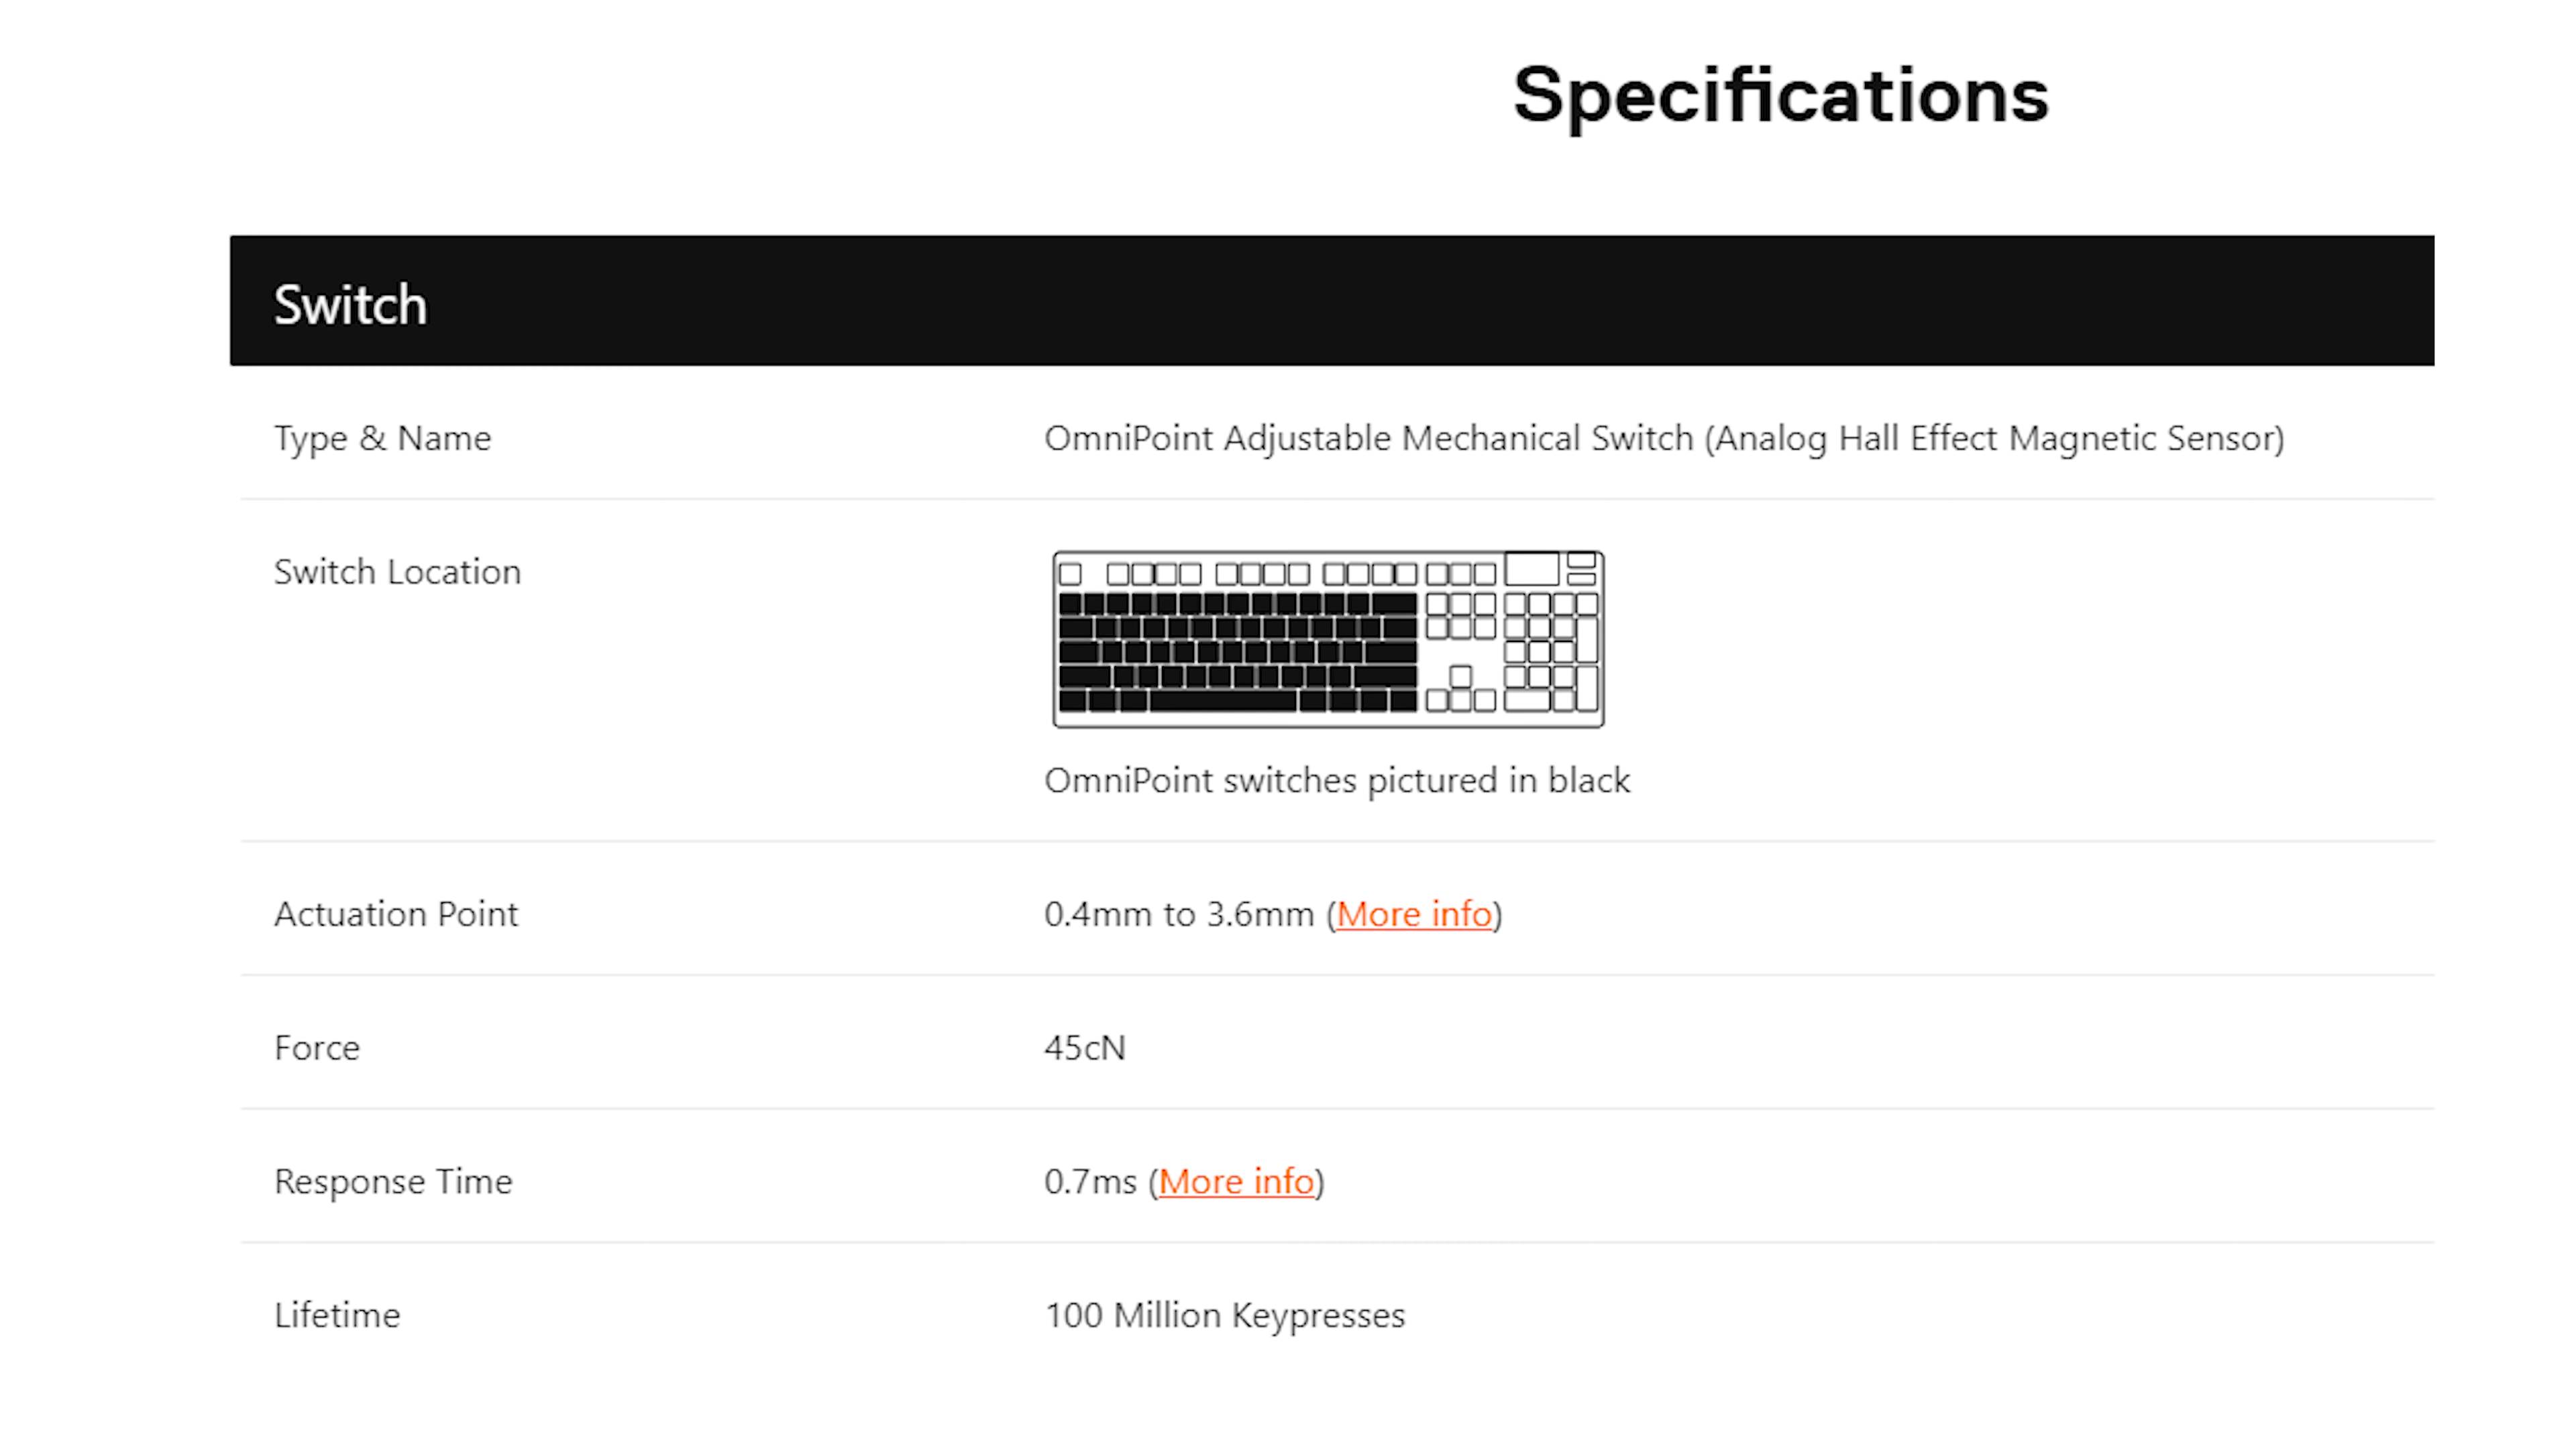 Specifications
Switch
Type & Name
OmniPoint Adjustable Mechanical Switch (Analog Hall Effect Magnetic Sensor)
Switch Location
OmniPoint switches pictured in black
Actuation Point
0.4mm to 3.6mm (More info)
Force
45cN
Response Time
0.7ms (More info)
Lifetime
100 Million Keypresses